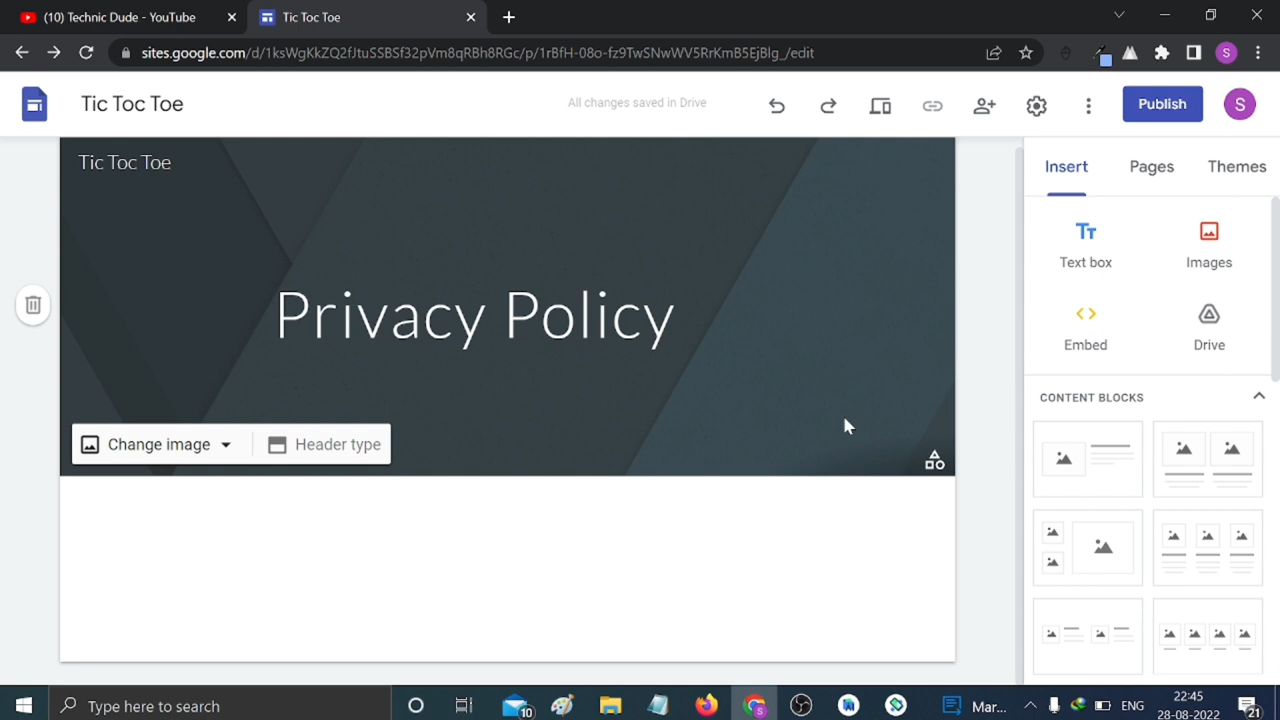 (10) Technic Dude - YouTube
Tic Toc Toe
sites.google.com/d/1ksWgKkZQ2fJtuSSBSf32pVm8qRBh8RGc/p/1rBfH-08o-fz9TwSNwWV5RrKmB5EjBlg_/edit
S
Tic Toc Toe
All changes saved in Drive
Publish
S
Tic Toc Toe
Insert
Pages
Themes
Tт
Text box
Images
Privacy Policy
Embed
Drive
CONTENT BLOCKS
Change image
Header type
Type here to search
10
S
Mar...
ENG
22:45
28-08-2022
21